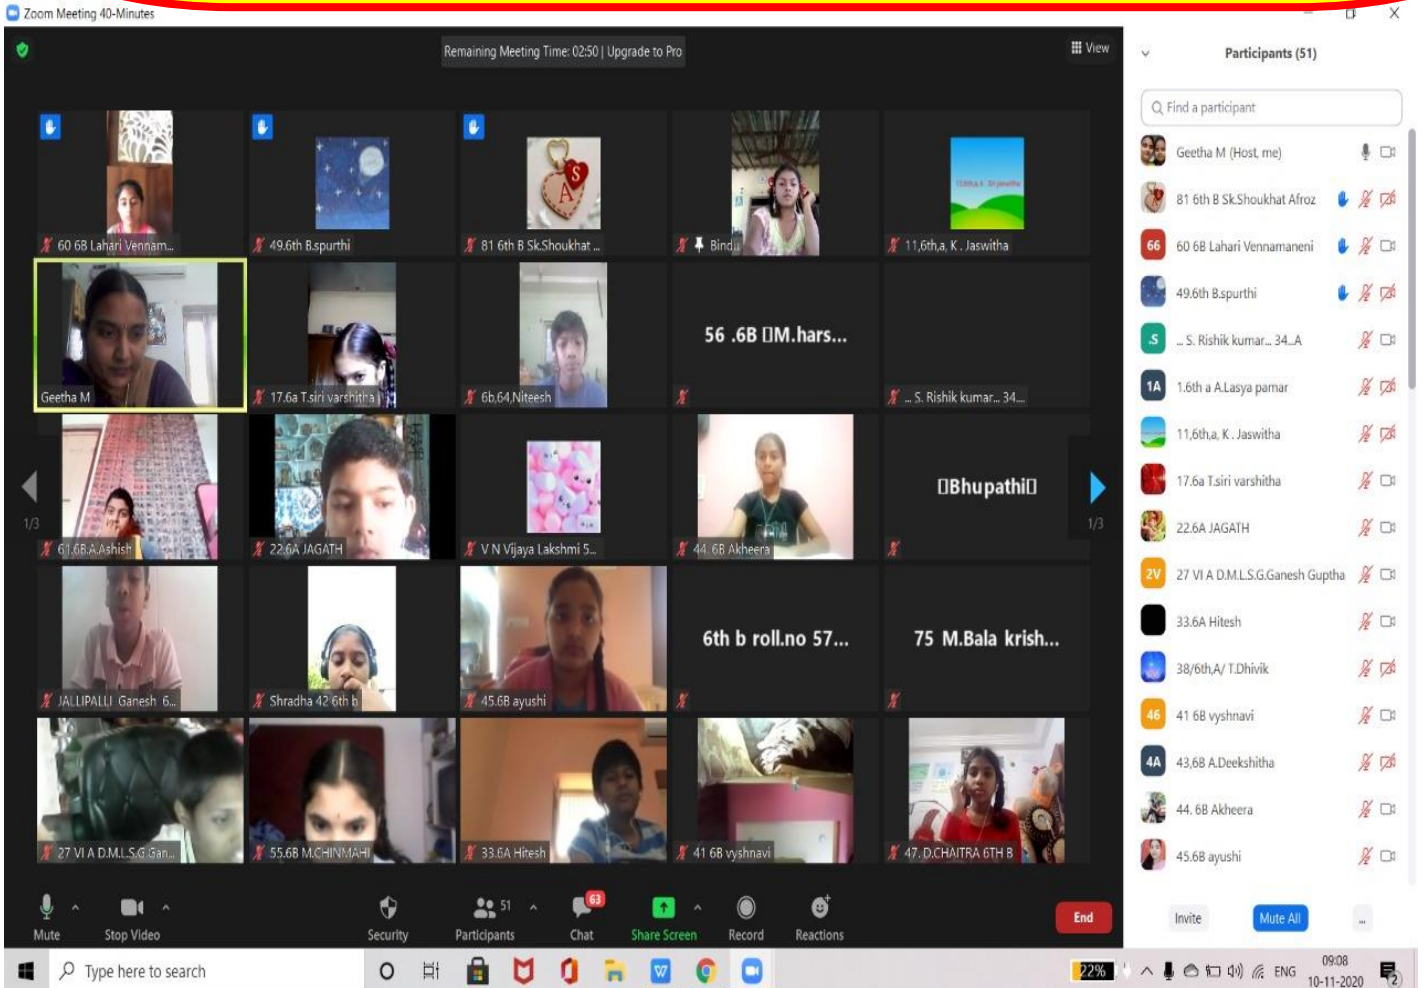 Zoom Meeting 40-Minutes
Remaining Meeting Time: 02:50 | Upgrade to Pro
View
Participants (51)
Find a participant
60 6B Lahari Vennam...
49.6th B.spurthi
81 6th B Sk.Shoukhat ...
Bindu
11,6th,a, K . Jaswitha
Geetha M
17.6a T.siri varshitha
6b,64,Niteesh
56 .6B M.hars...
... S. Rishik kumar... 34...
1/3
61.6B.A.Ashish
22.6A JAGATH
V N Vijaya Lakshmi 5...
44. 6B Akheera
Bhupathi
1/3
JALLIPALLI Ganesh 6...
Shradha 42 6th b
45.6B ayushi
6th b roll.no 57...
75 M.Bala krish...
27 VI A D.M.L.S.G.Gan...
55.6B M.CHINMAHI
33.6A Hitesh
41 6B vyshnavi
47. D.CHAITRA 6TH B
Geetha M (Host, me)
81 6th B Sk.Shoukhat Afroz
66 60 6B Lahari Vennamaneni
49.6th B.spurthi
.S ... S. Rishik kumar... 34...A
1A 1.6th a A.Lasya pamar
11,6th,a, K . Jaswitha
17.6a T.siri varshitha
22.6A JAGATH
2V 27 VI A D.M.L.S.G.Ganesh Guptha
33.6A Hitesh
38/6th,A/ T.Dhivik
46 41 6B vyshnavi
4A 43,6B A.Deekshitha
44. 6B Akheera
45.6B ayushi
Mute
Stop Video
Security
51
Participants
63
Chat
Share Screen
Record
Reactions
End
Invite
Mute All
...
Type here to search
22%
ENG
09:08
10-11-2020
2